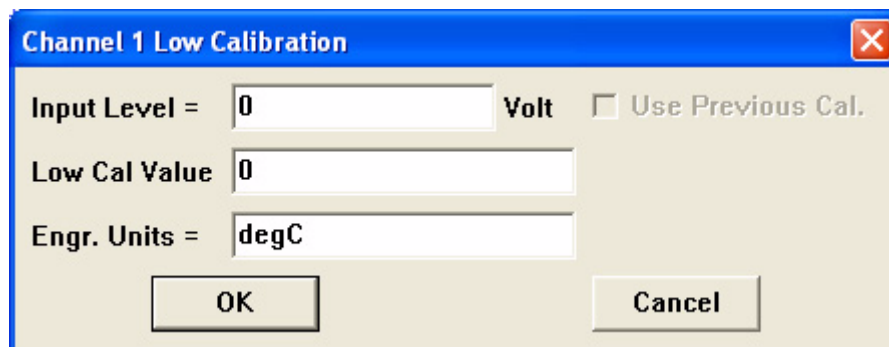 Channel 1 Low Calibration
Input Level = 0 Volt Use Previous Cal.
Low Cal Value 0
Engr. Units = degC
OK Cancel